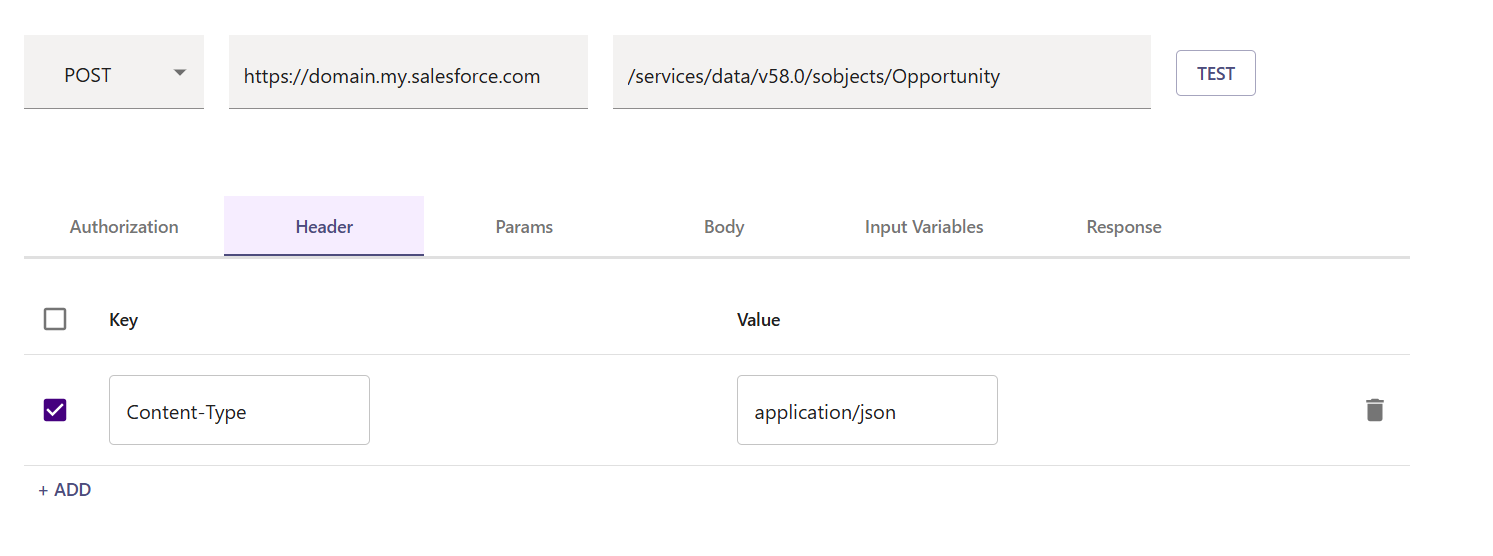 POST https://domain.my.salesforce.com /services/data/v58.0/sobjects/Opportunity TEST
Authorization Header Params Body Input Variables Response
Key Value
Content-Type application/json
+ ADD